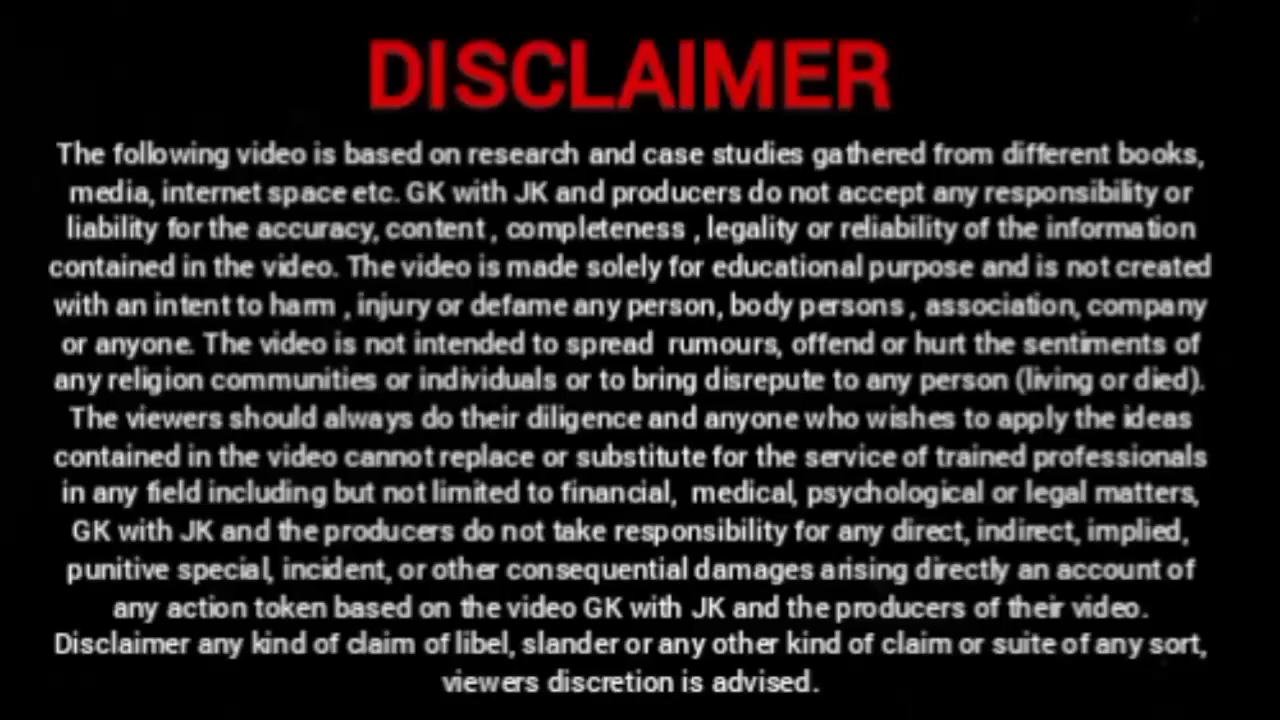 DISCLAIMER
The following video is based on research and case studies gathered from different books,
media, internet space etc. GK with JK and producers do not accept any responsibility or
liability for the accuracy, content , completeness , legality or reliability of the information
contained in the video. The video is made solely for educational purpose and is not created
with an intent to harm , injury or defame any person, body persons , association, company
or anyone. The video is not intended to spread rumours, offend or hurt the sentiments of
any religion communities or individuals or to bring disrepute to any person (living or died).
The viewers should always do their diligence and anyone who wishes to apply the ideas
contained in the video cannot replace or substitute for the service of trained professionals
in any field including but not limited to financial, medical, psychological or legal matters,
GK with JK and the producers do not take responsibility for any direct, indirect, implied,
punitive special, incident, or other consequential damages arising directly an account of
any action token based on the video GK with JK and the producers of their video.
Disclaimer any kind of claim of libel, slander or any other kind of claim or suite of any sort,
viewers discretion is advised.